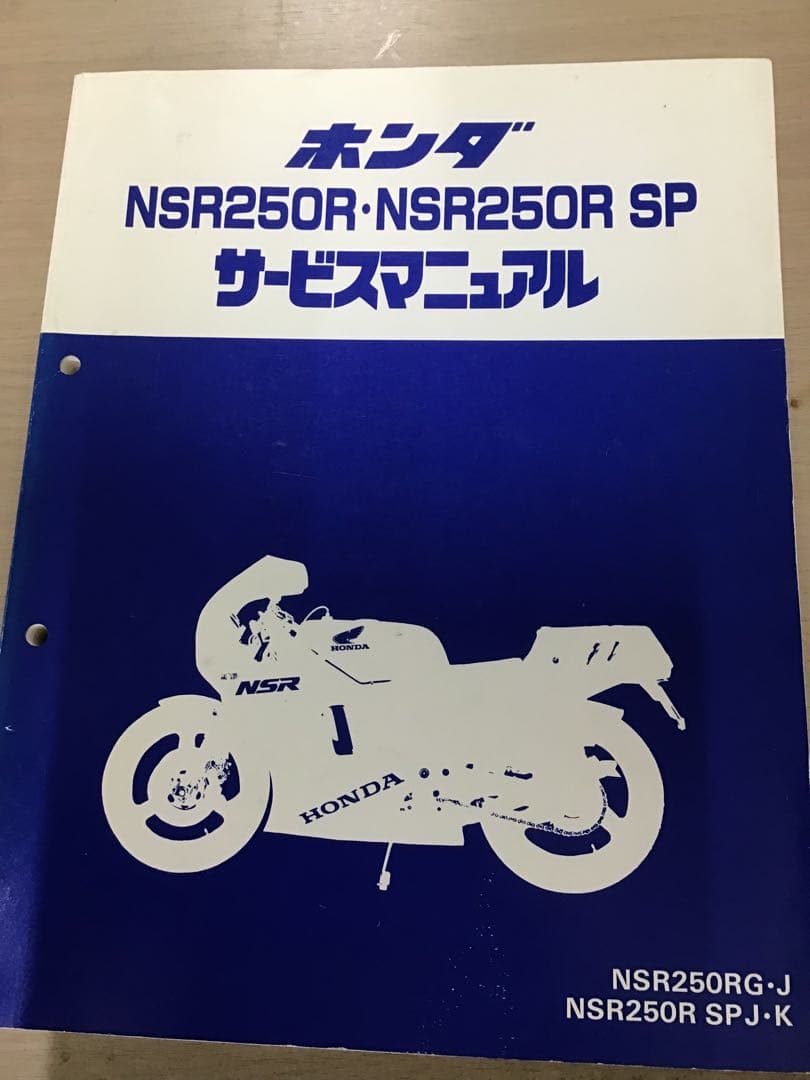 ホンダ
NSR250R・NSR250R SP
サービスマニュアル
HONDA
NSR
HONDA
NSR250RG・J
NSR250R SPJ・K